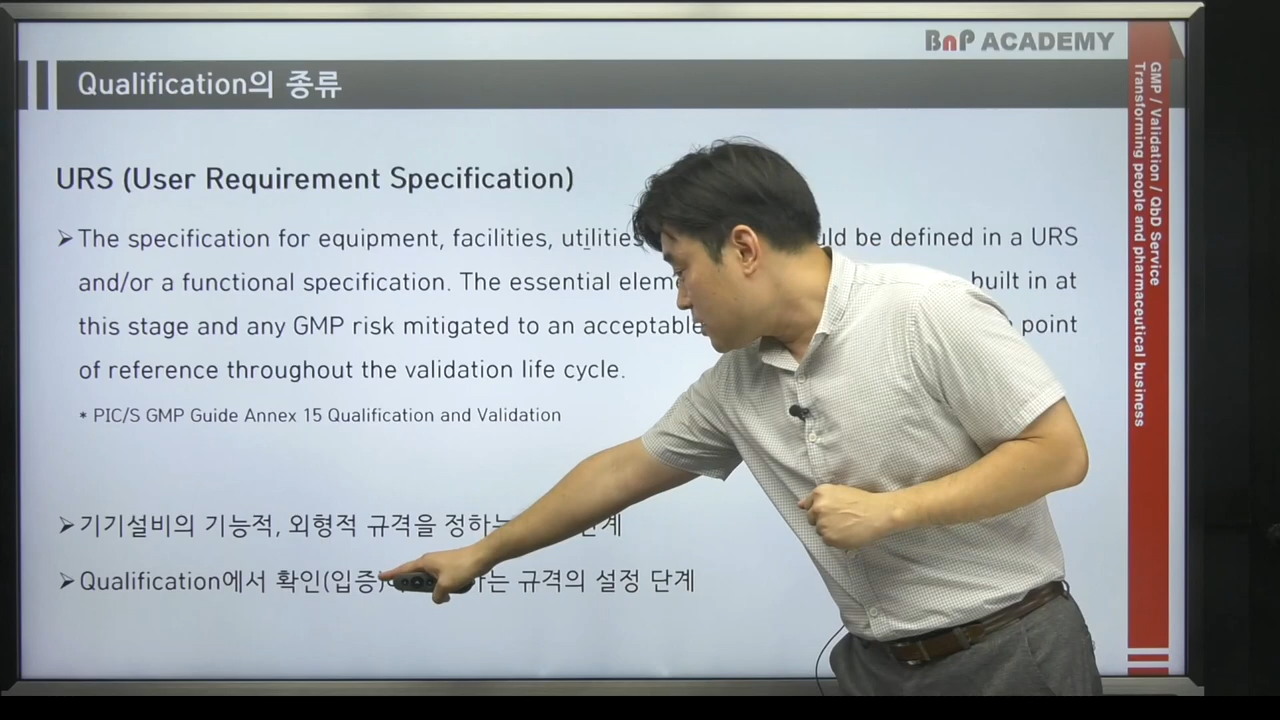 BnP ACADEMY
Qualification의 종류
URS (User Requirement Specification)
➢ The specification for equipment, facilities, utilities ld be defined in a URS
and/or a functional specification. The essential built in at
this stage and any GMP risk mitigated to an acceptable point
of reference throughout the validation life cycle.
* PIC/S GMP Guide Annex 15 Qualification and Validation
➢ 기기설비의 기능적, 외형적 규격을 정하는
➢ Qualification에서 확인(입증) 하는 규격의 설정 단계
GMP / Validation / QbD Service
Transforming people and pharmaceutical business